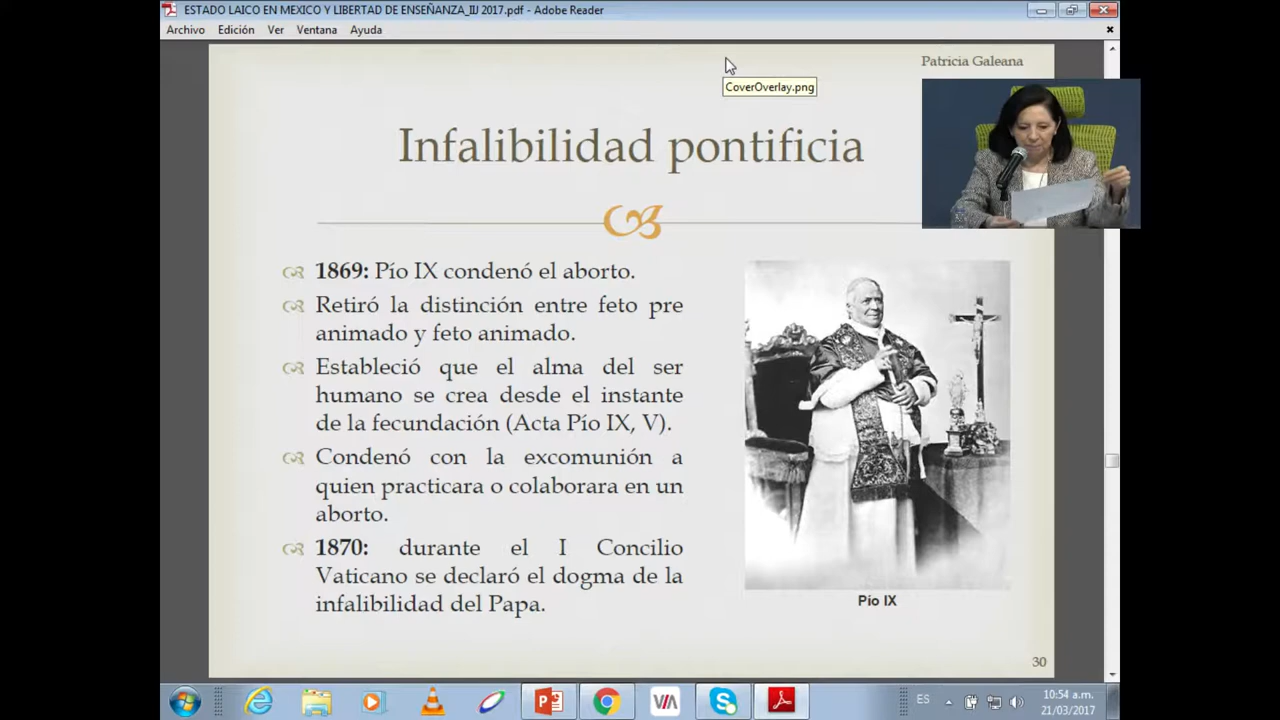 ESTADO LAICO EN MEXICO Y LIBERTAD DE ENSEÑANZA_IIJ 2017.pdf - Adobe Reader
Archivo Edición Ver Ventana Ayuda
Patricia Galeana
CoverOverlay.png
Infalibilidad pontificia
1869: Pío IX condenó el aborto.
Retiró la distinción entre feto pre
animado y feto animado.
Estableció que el alma del ser
humano se crea desde el instante
de la fecundación (Acta Pío IX, V).
Condenó con la excomunión a
quien practicara o colaborara en un
aborto.
1870: durante el I Concilio
Vaticano se declaró el dogma de la
infalibilidad del Papa.
Pío IX
30
VIA
ES
10:54 a.m.
21/03/2017